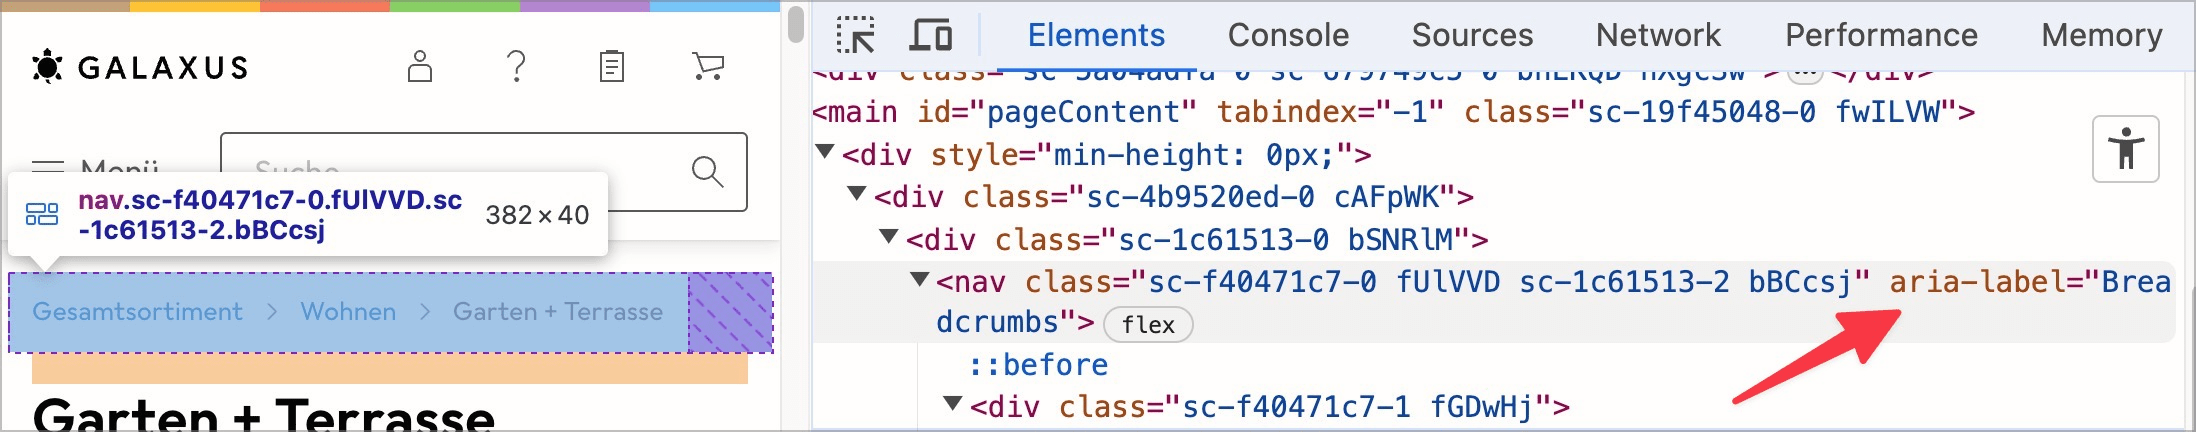 GALAXUS
Menü
Suche
nav.sc-f40471c7-0.fUlVVD.sc
-1c61513-2.bBCcsj
382 × 40
Gesamtsortiment > Wohnen > Garten + Terrasse
Garten + Terrasse
Elements Console Sources Network Performance Memory
<main id="pageContent" tabindex="-1" class="sc-19f45048-0 fwILVW">
<div style="min-height: 0px;">
<div class="sc-4b9520ed-0 cAFpWK">
<div class="sc-1c61513-0 bSNRlM">
<nav class="sc-f40471c7-0 fUlVVD sc-1c61513-2 bBCcsj" aria-label="Brea
dcrumbs"> flex
::before
<div class="sc-f40471c7-1 fGDwHj">